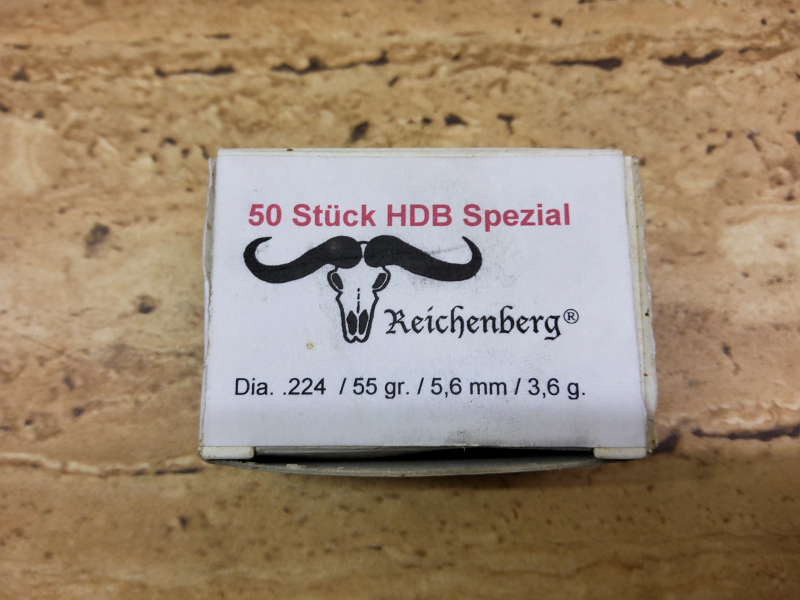 50 Stück HDB Spezial
Reichenberg®
Dia. .224 / 55 gr. / 5,6 mm / 3,6 g.